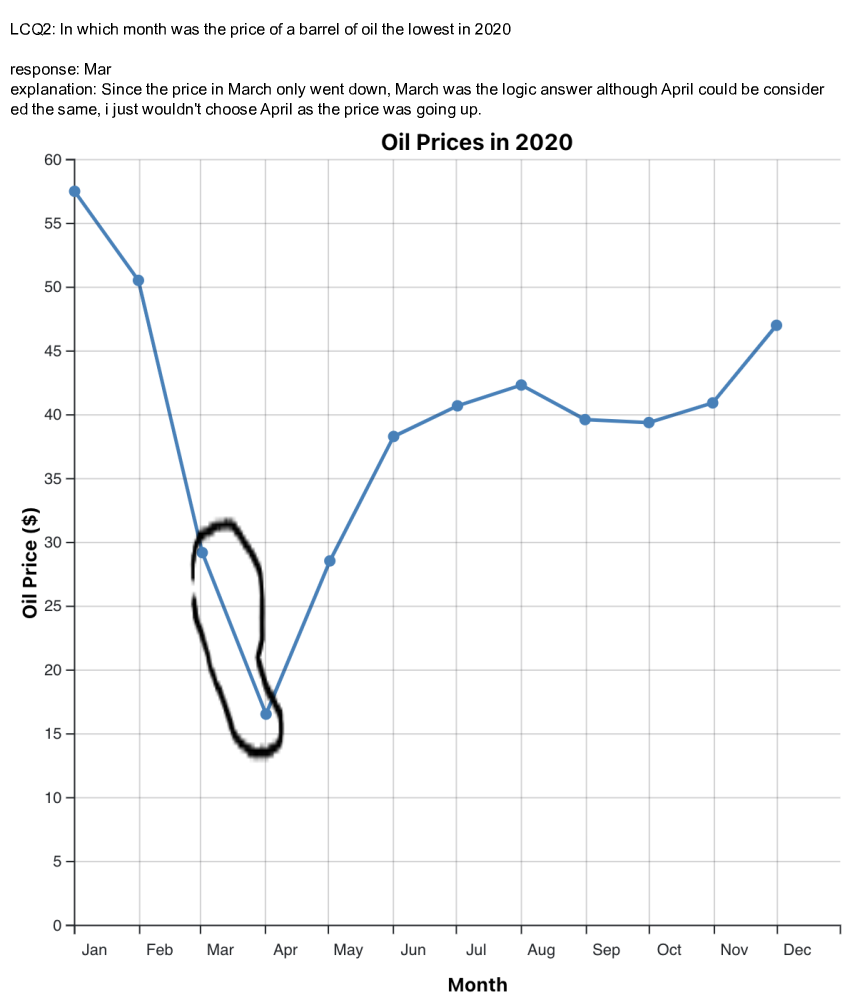 LCQ2: In which month was the price of a barrel of oil the lowest in 2020
response: Mar
explanation: Since the price in March only went down, March was the logic answer although April could be consider
ed the same, i just wouldn't choose April as the price was going up.
Oil Prices in 2020
60
55
50
45
40
35
30
25
20
15
10
5
0
Oil Price ($)
Jan Feb Mar Apr May Jun Jul Aug Sep Oct Nov Dec
Month